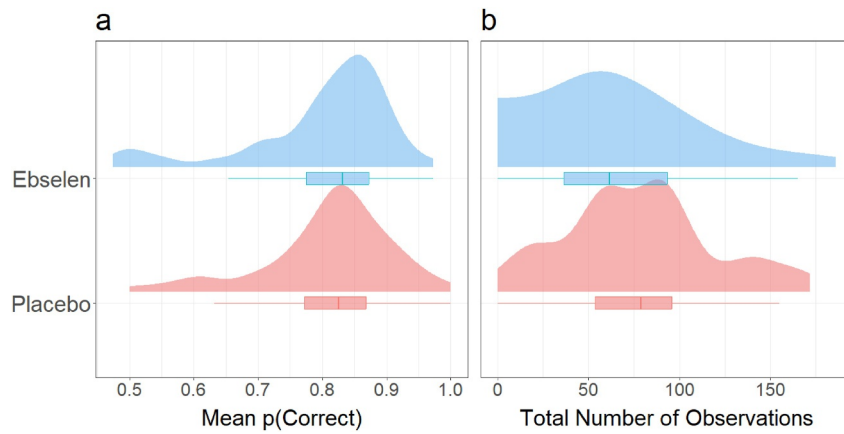 a
b
Ebselen
Placebo
0.5 0.6 0.7 0.8 0.9 1.0
0 50 100 150
Mean p(Correct)
Total Number of Observations